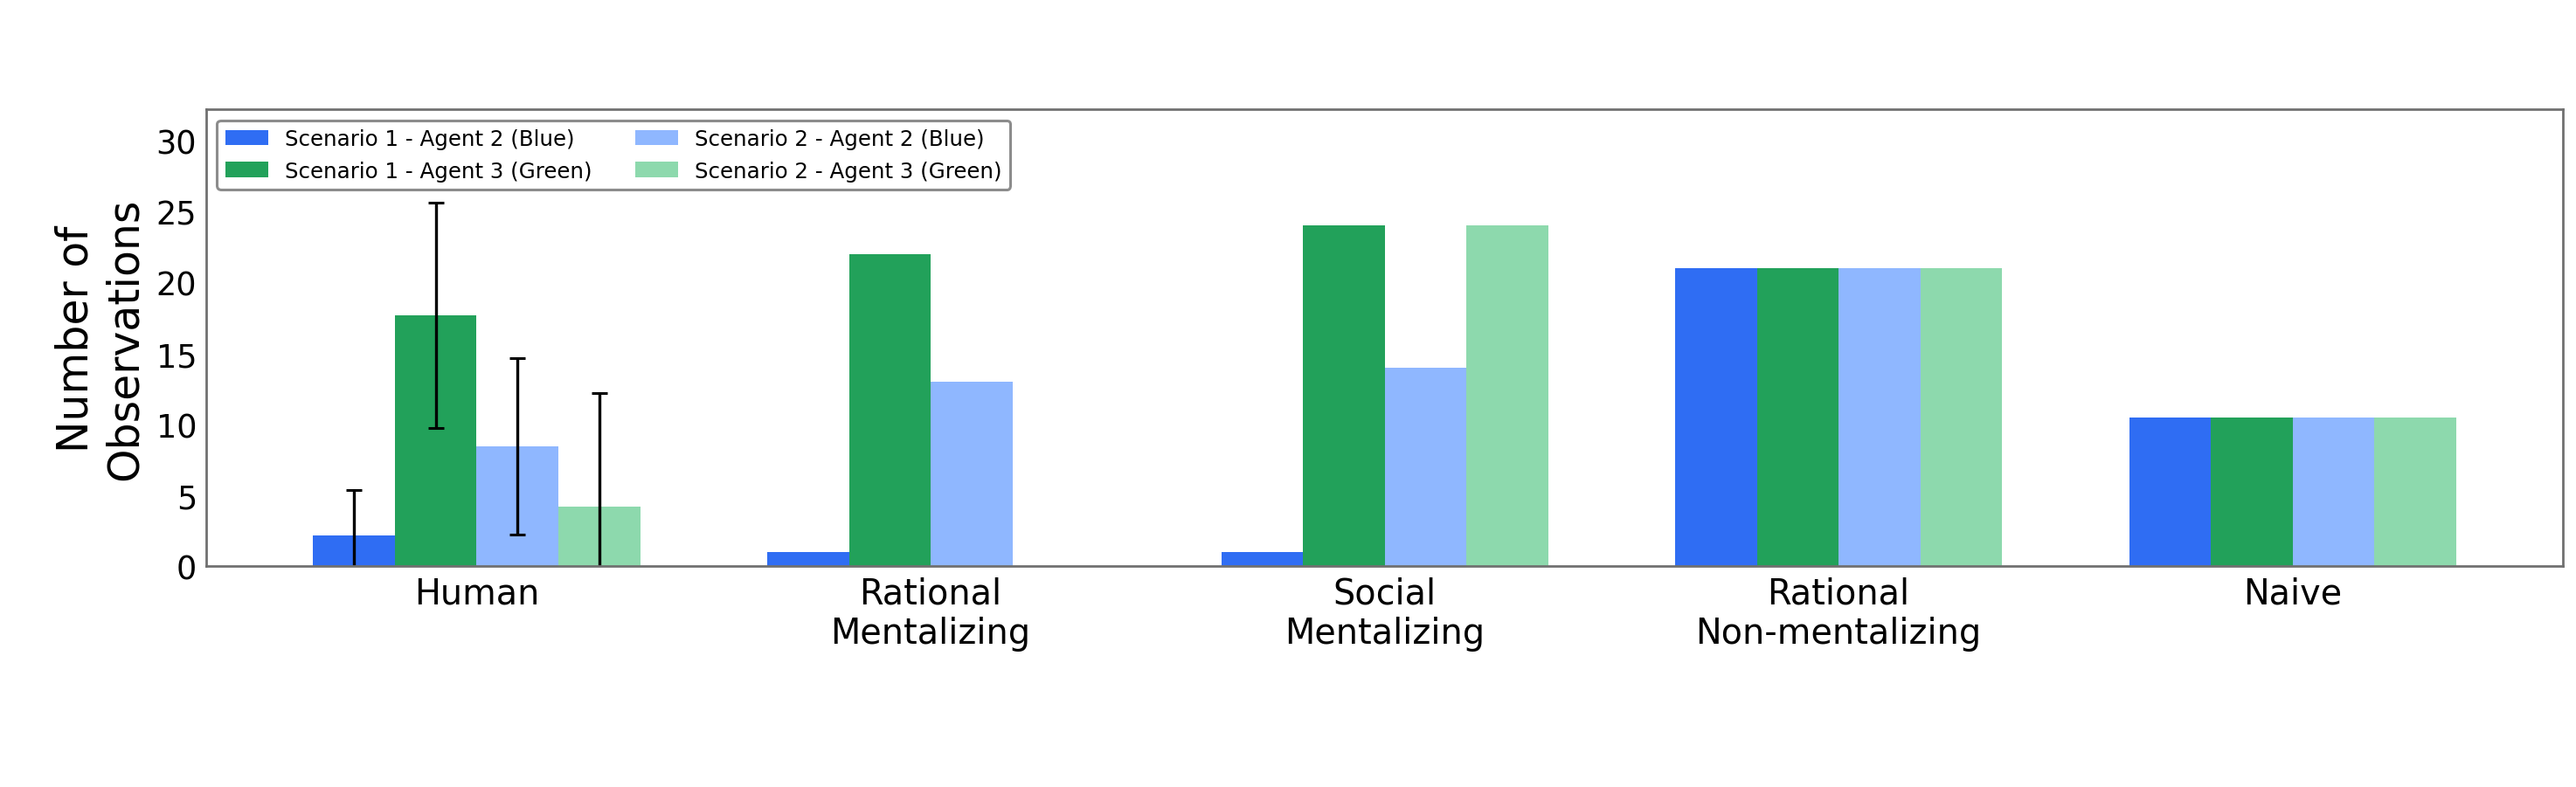 Number of
Observations
30
25
20
15
10
5
0
Scenario 1 - Agent 2 (Blue)
Scenario 1 - Agent 3 (Green)
Scenario 2 - Agent 2 (Blue)
Scenario 2 - Agent 3 (Green)
Human
Rational
Mentalizing
Social
Mentalizing
Rational
Non-mentalizing
Naive